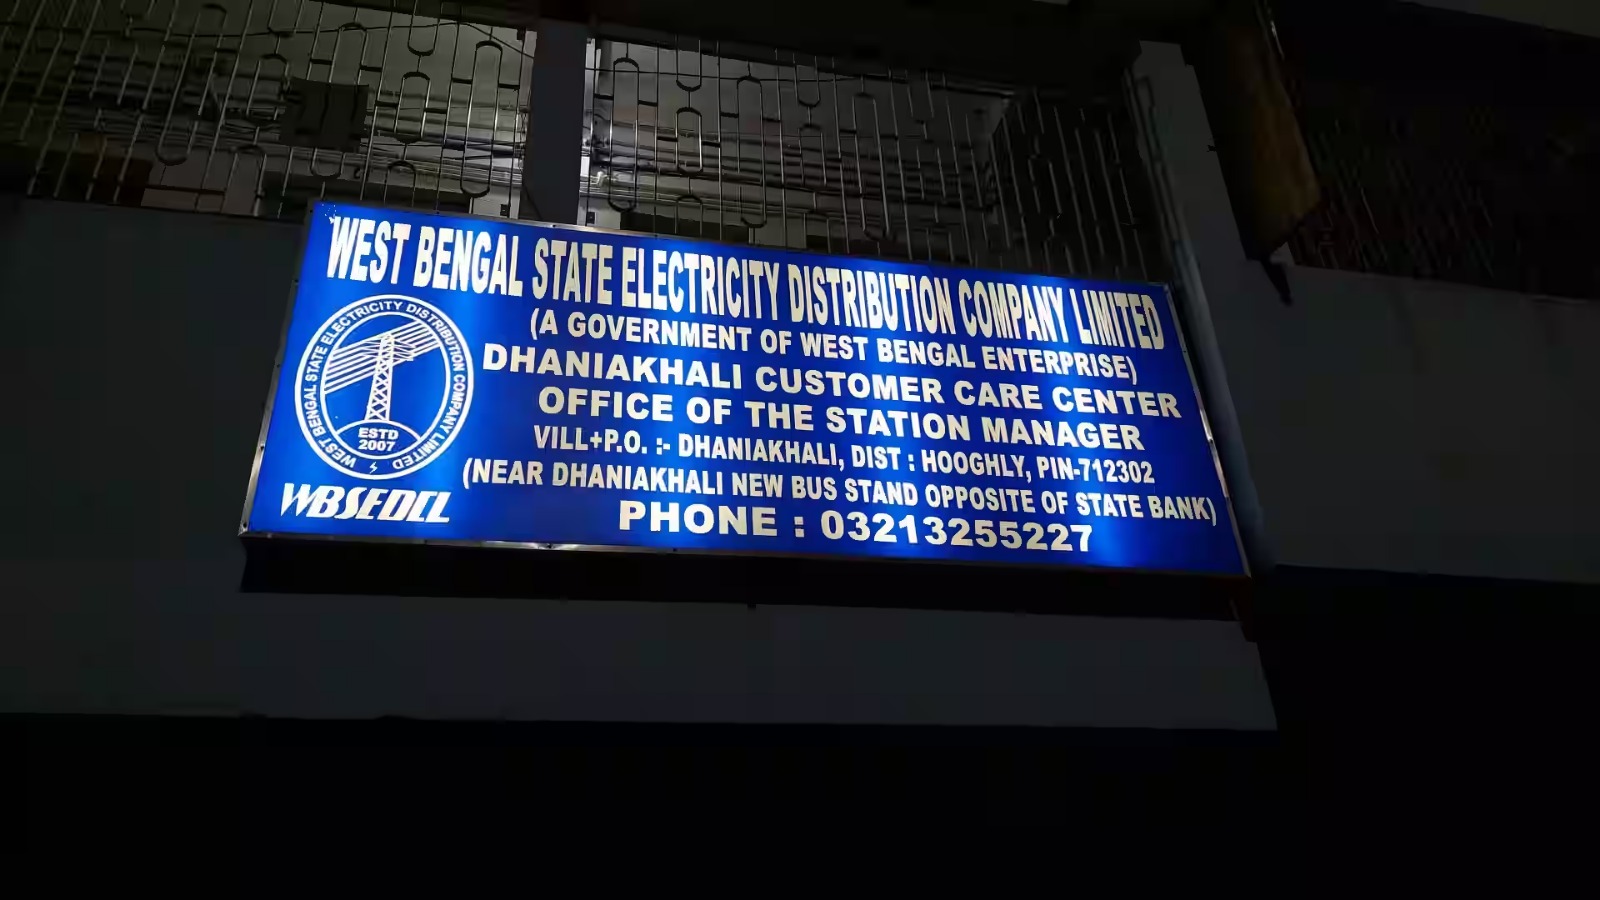 WEST BENGAL STATE ELECTRICITY DISTRIBUTION COMPANY LIMITED
(A GOVERNMENT OF WEST BENGAL ENTERPRISE)
DHANIAKHALI CUSTOMER CARE CENTER
OFFICE OF THE STATION MANAGER
VILL+P.O. :- DHANIAKHALI, DIST : HOOGHLY, PIN-712302
(NEAR DHANIAKHALI NEW BUS STAND OPPOSITE OF STATE BANK)
PHONE : 03213255227
WEST BENGAL STATE ELECTRICITY DISTRIBUTION COMPANY LIMITED
ESTD
2007
WBSEDCL